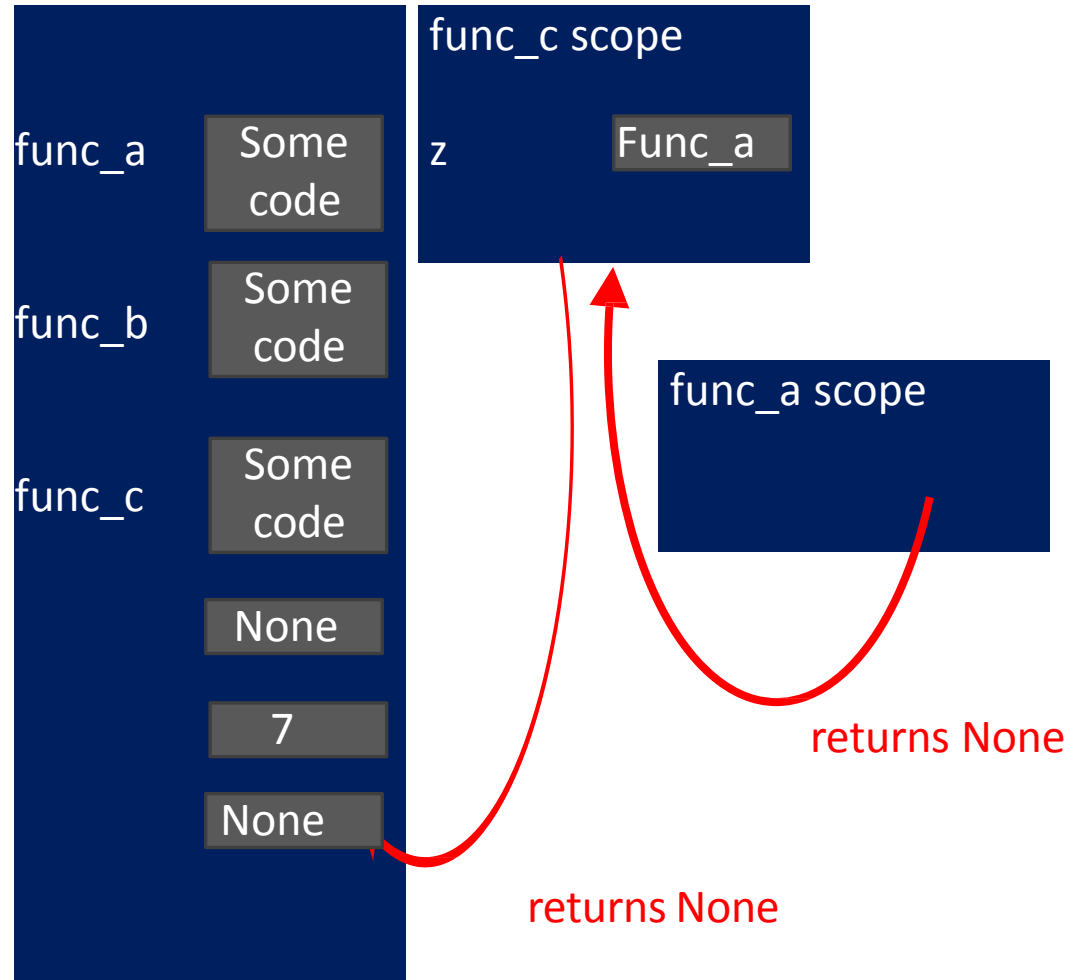 func_a
Some
code
func_b
Some
code
func_c
Some
code
None
7
None
func_c scope
z
Func_a
func_a scope
returns None
returns None